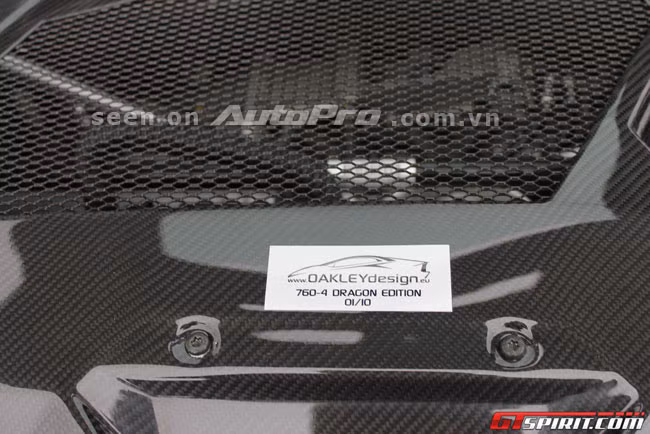 seen on AutoPro.com.vn
www.OAKLEYdesign.eu
760-4 DRAGON EDITION
01/10
GTSPIRIT.COM